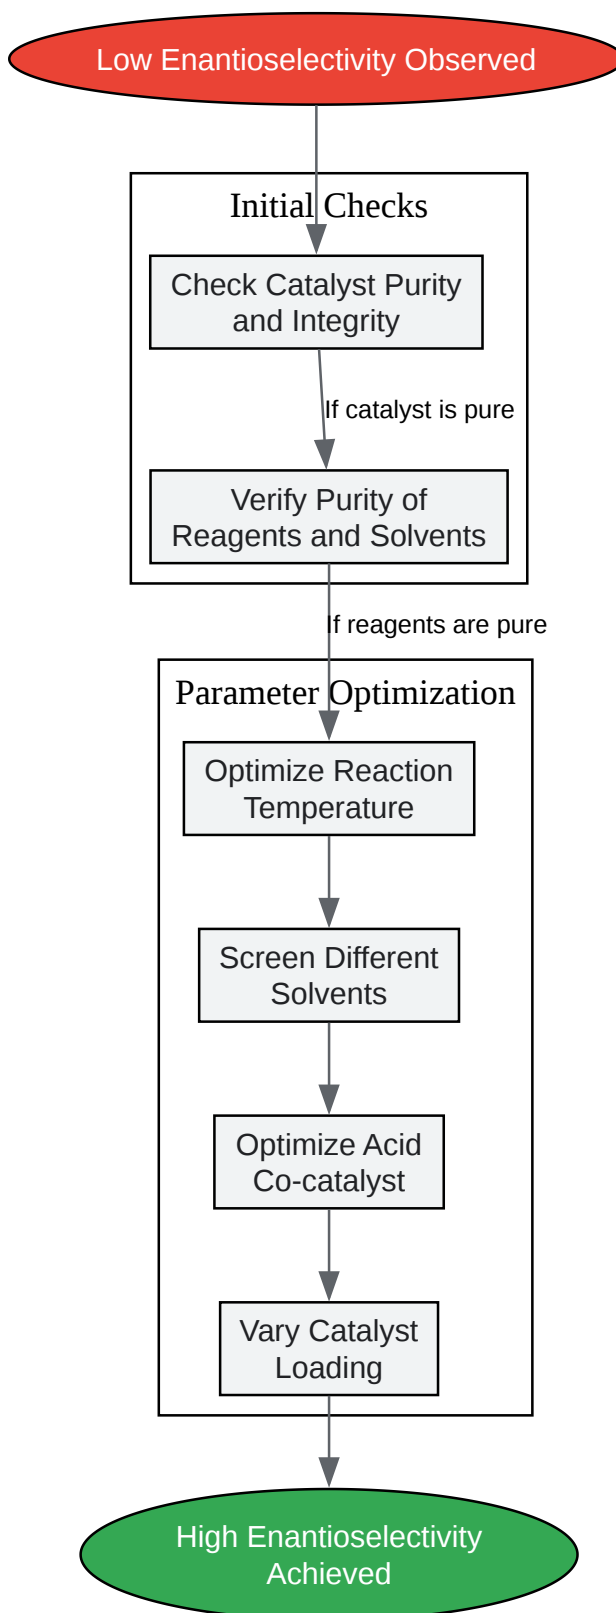 Low Enantioselectivity Observed
Initial Checks
Check Catalyst Purity
and Integrity
If catalyst is pure
Verify Purity of
Reagents and Solvents
If reagents are pure
Parameter Optimization
Optimize Reaction
Temperature
Screen Different
Solvents
Optimize Acid
Co-catalyst
Vary Catalyst
Loading
High Enantioselectivity
Achieved